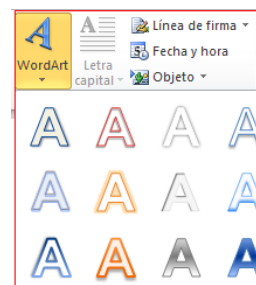 WordArt
Letra
capital
Línea de firma
Fecha y hora
Objeto
A A A A
A A A A
A A A A